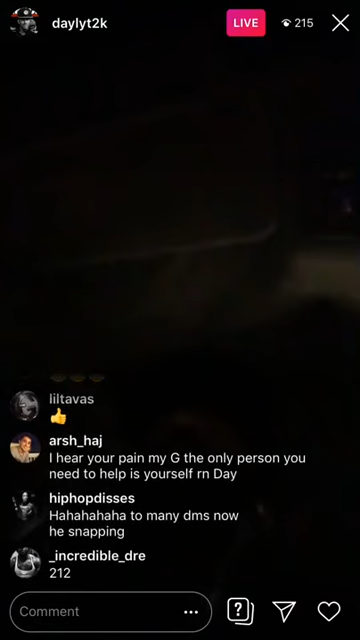 daylyt2k
LIVE
215
liltavas
👍
arsh_haj
I hear your pain my G the only person you
need to help is yourself rn Day
hiphopdisses
Hahahahaha to many dms now
he snapping
_incredible_dre
212
Comment